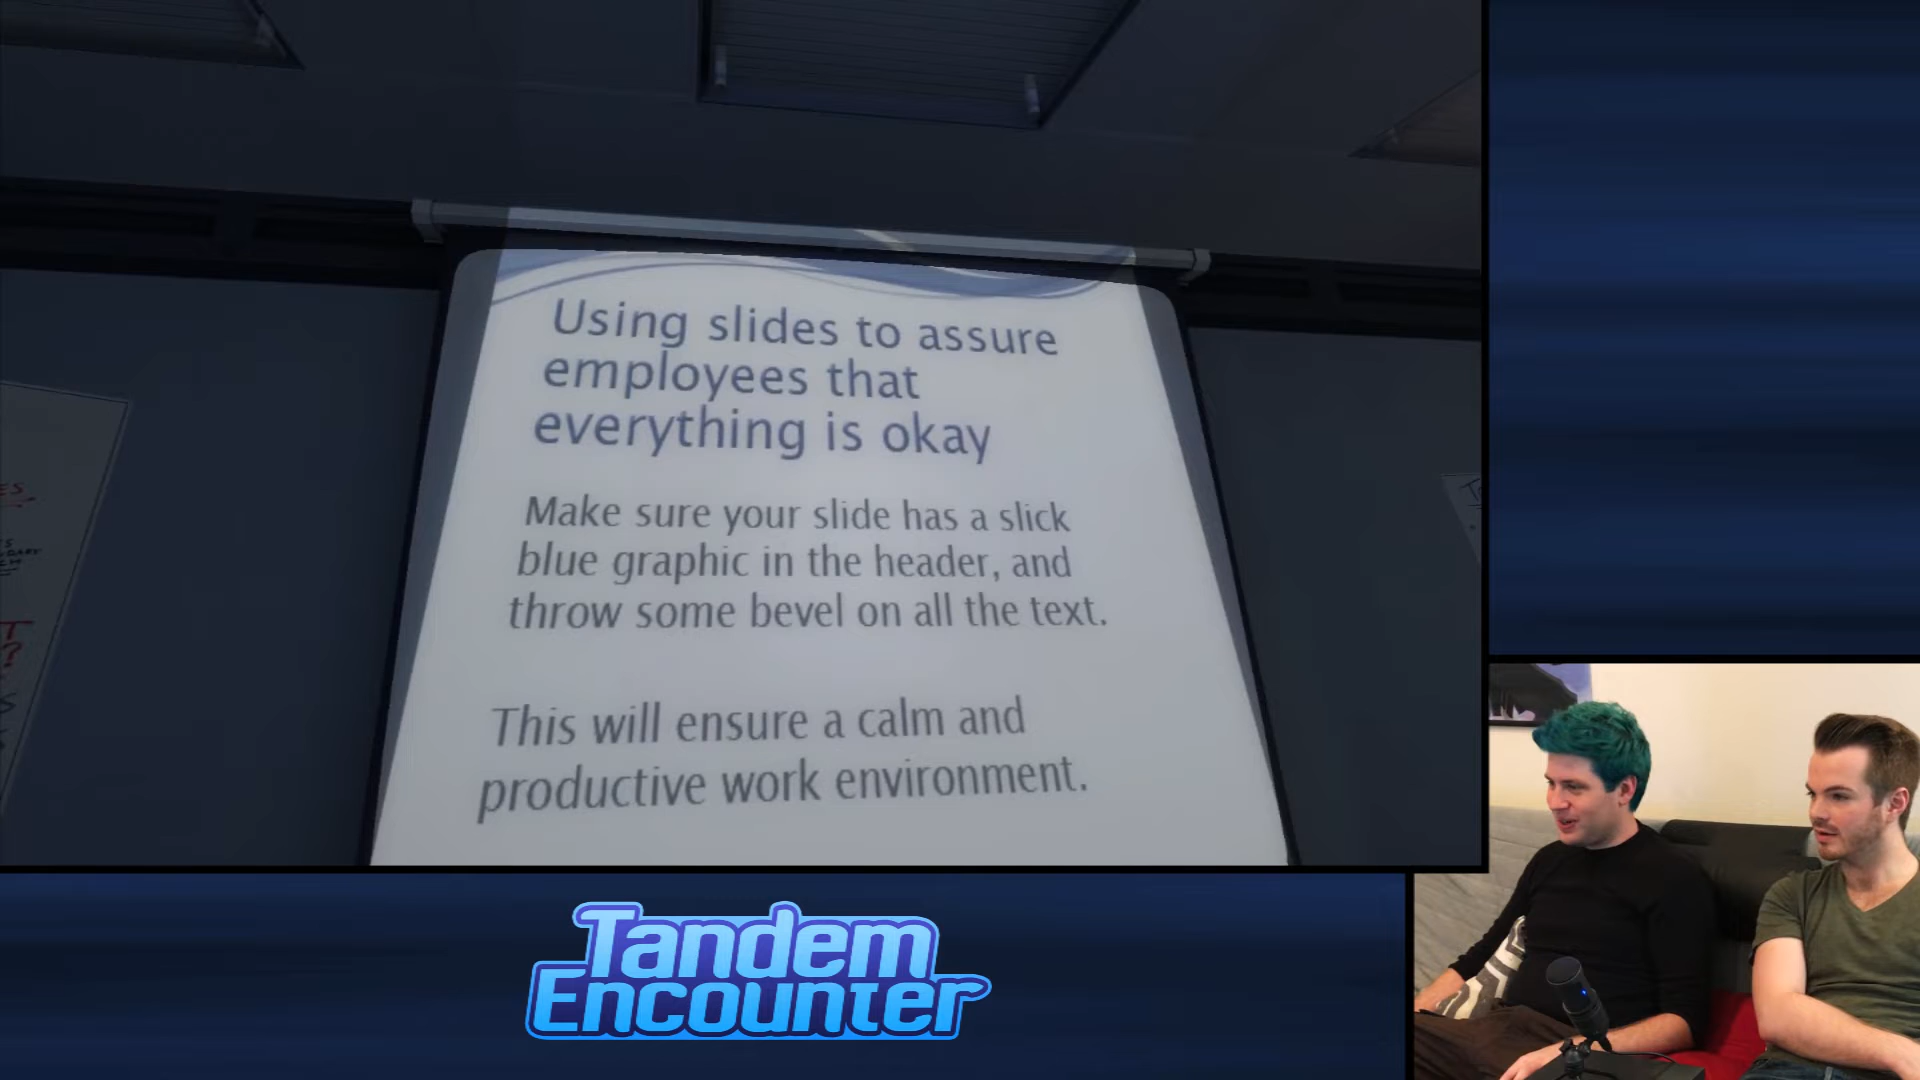 Using slides to assure
employees that
everything is okay
Make sure your slide has a slick
blue graphic in the header, and
throw some bevel on all the text.
This will ensure a calm and
productive work environment.
Tandem
Encounter